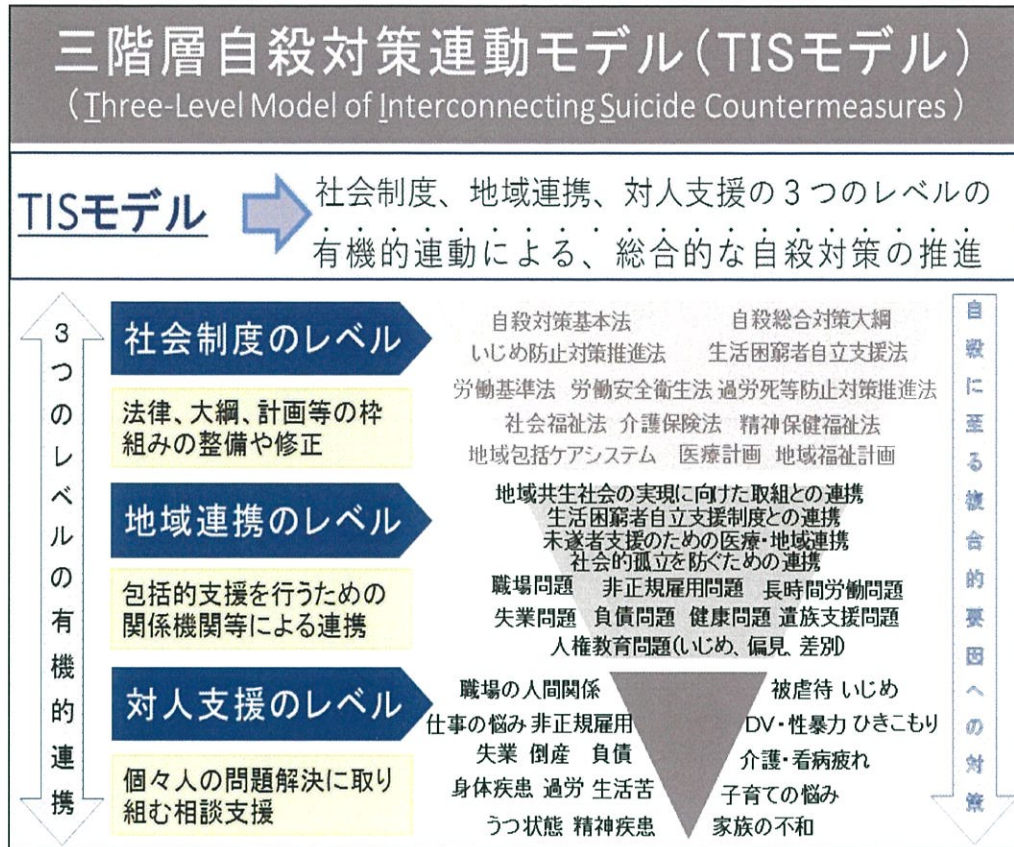 三階層自殺対策連動モデル(TISモデル)
(Three-Level Model of Interconnecting Suicide Countermeasures)
TISモデル
社会制度、地域連携、対人支援の3つのレベルの
有機的連動による、総合的な自殺対策の推進
3つのレベルの有機的連携
社会制度のレベル
法律、大綱、計画等の枠
組みの整備や修正
自殺対策基本法 自殺総合対策大綱
いじめ防止対策推進法 生活困窮者自立支援法
労働基準法 労働安全衛生法 過労死等防止対策推進法
社会福祉法 介護保険法 精神保健福祉法
地域包括ケアシステム 医療計画 地域福祉計画
地域連携のレベル
包括的支援を行うための
関係機関等による連携
地域共生社会の実現に向けた取組との連携
生活困窮者自立支援制度との連携
未遂者支援のための医療・地域連携
社会的孤立を防ぐための連携
職場問題 非正規雇用問題 長時間労働問題
失業問題 負債問題 健康問題 遺族支援問題
人権教育問題(いじめ、偏見、差別)
対人支援のレベル
個々人の問題解決に取り
組む相談支援
職場の人間関係 被虐待 いじめ
仕事の悩み 非正規雇用 DV・性暴力 ひきこもり
失業 倒産 負債 介護・看病疲れ
身体疾患 過労 生活苦 子育ての悩み
うつ状態 精神疾患 家族の不和
自殺に至る複合的要因への対策